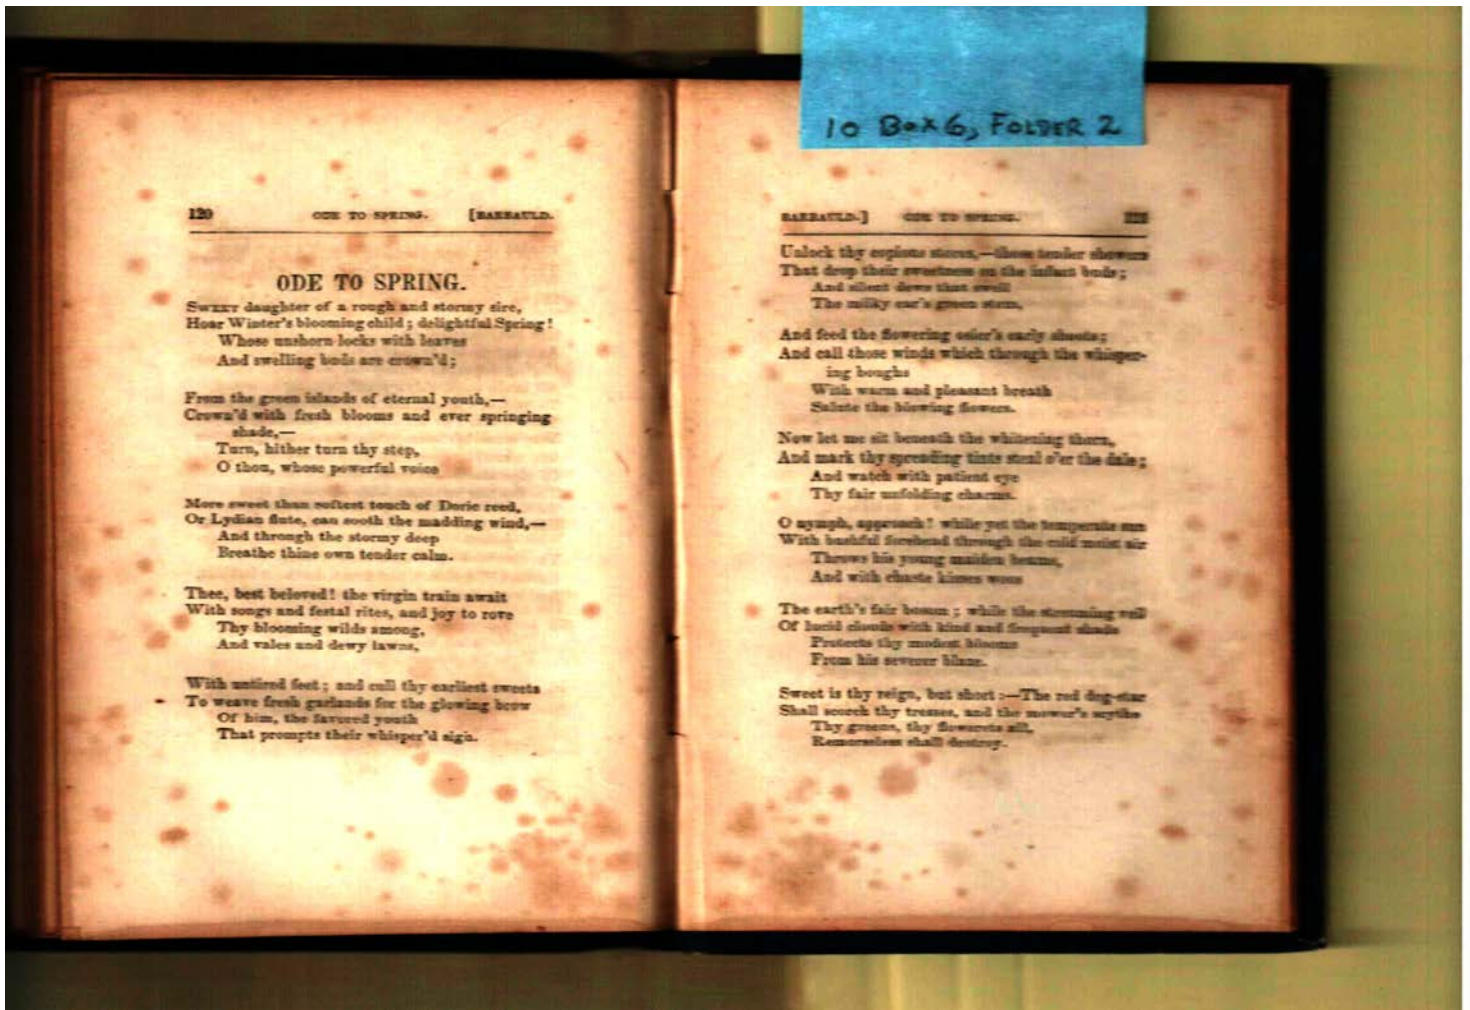 10 BOX 6, FOLDER 2
120 ODE TO SPRING. [BARBAULD.
ODE TO SPRING.
SWEET daughter of a rough and stormy sire,
Hoar Winter's blooming child; delightful Spring!
Whose unshorn locks with leaves
And swelling buds are crown'd;
From the green islands of eternal youth,—
Crown'd with fresh blooms and ever springing
shade,—
Turn, hither turn thy step,
O thou, whose powerful voice
More sweet than softest touch of Doric reed,
Or Lydian flute, can sooth the madding wind,—
And through the stormy deep
Breathe thine own tender calm.
Thee, best beloved! the virgin train await
With songs and festal rites, and joy to rove
Thy blooming wilds among,
And vales and dewy lawns,
With untired feet; and cull thy earliest sweets
To weave fresh garlands for the glowing brow
Of him, the favored youth
That prompts their whisper'd sigh.
BARBAULD.] ODE TO SPRING.
Unlock thy copious stores,—those tender showers
That drop their sweetness on the infant buds;
And silent dews that swell
The milky ear's green stem,
And feed the flowering osier's early shoots;
And call those winds which through the whisper-
ing boughs
With warm and pleasant breath
Salute the blowing flowers.
Now let me sit beneath the whitening thorn,
And mark thy spreading tints steal o'er the dale;
And watch with patient eye
Thy fair unfolding charms.
O nymph, approach! while yet the temperate sun
With bashful forehead through the cold moist air
Throws his young maiden beams,
And with chaste kisses woos
The earth's fair bosom; while the streaming veil
Of lucid clouds with kind and frequent shade
Protects thy modest blooms
From his severer blaze.
Sweet is thy reign, but short:—The red dog-star
Shall scorch thy tresses, and the mower's scythe
Thy greens, thy flowerets all,
Remorseless shall destroy.